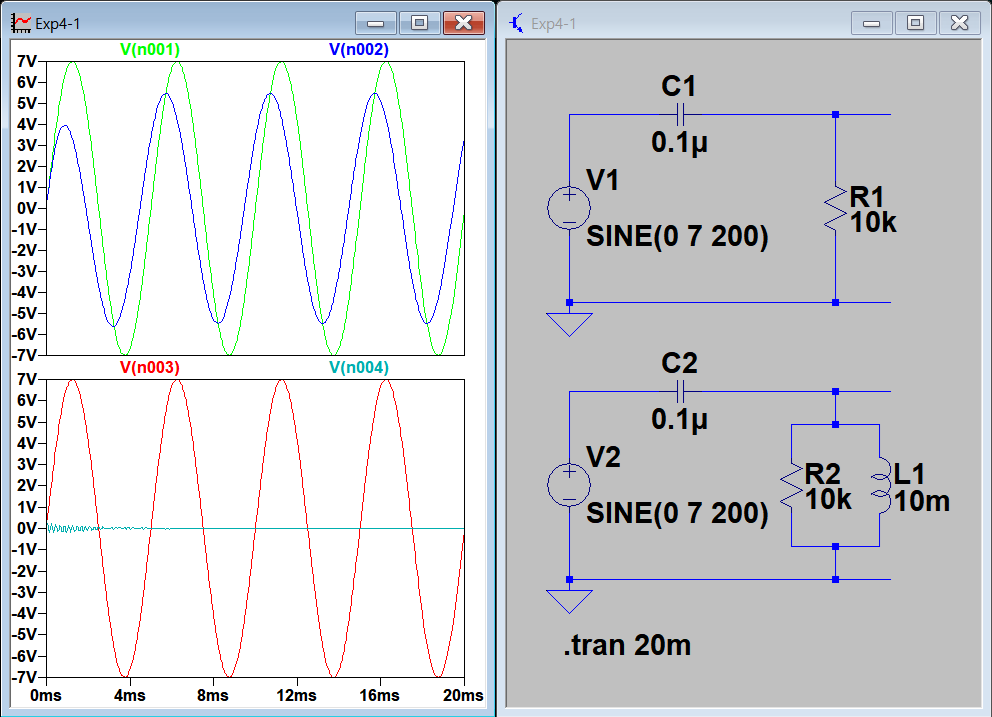 Exp4-1
V(n001) V(n002)
7V
6V
5V
4V
3V
2V
1V
0V
-1V
-2V
-3V
-4V
-5V
-6V
-7V
V(n003) V(n004)
7V
6V
5V
4V
3V
2V
1V
0V
-1V
-2V
-3V
-4V
-5V
-6V
-7V
0ms 4ms 8ms 12ms 16ms 20ms
Exp4-1
C1
0.1µ
V1
SINE(0 7 200)
R1
10k
C2
0.1µ
V2
SINE(0 7 200)
R2
10k
L1
10m
.tran 20m